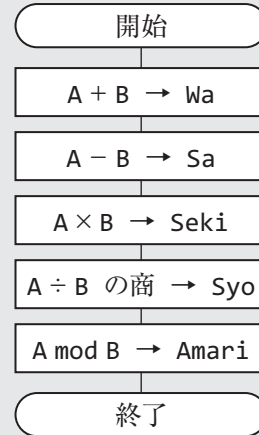 開始
A + B → Wa
A − B → Sa
A × B → Seki
A ÷ B の商 → Syo
A mod B → Amari
終了